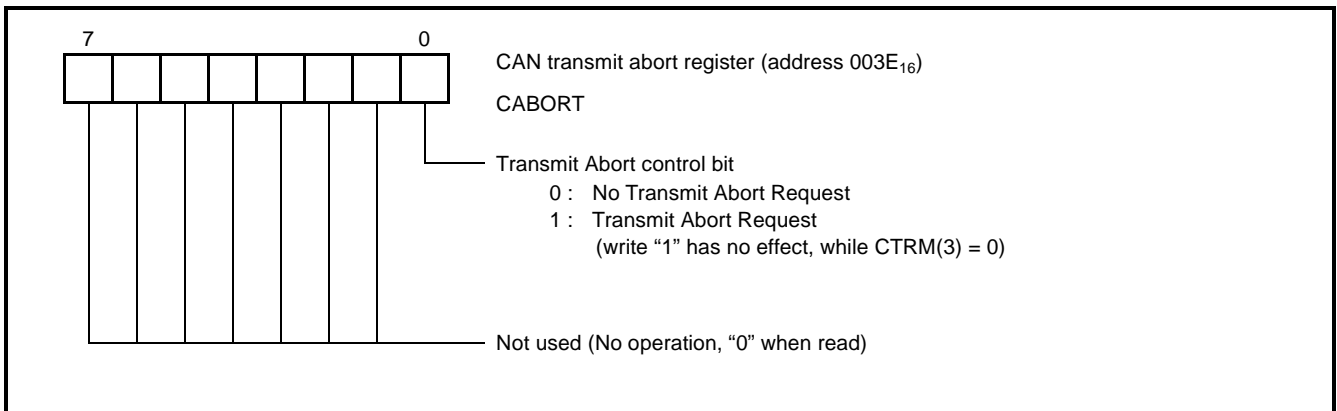 7 0
CAN transmit abort register (address 003E₁₆)
CABORT
Transmit Abort control bit
0 : No Transmit Abort Request
1 : Transmit Abort Request
(write “1” has no effect, while CTRM(3) = 0)
Not used (No operation, “0” when read)